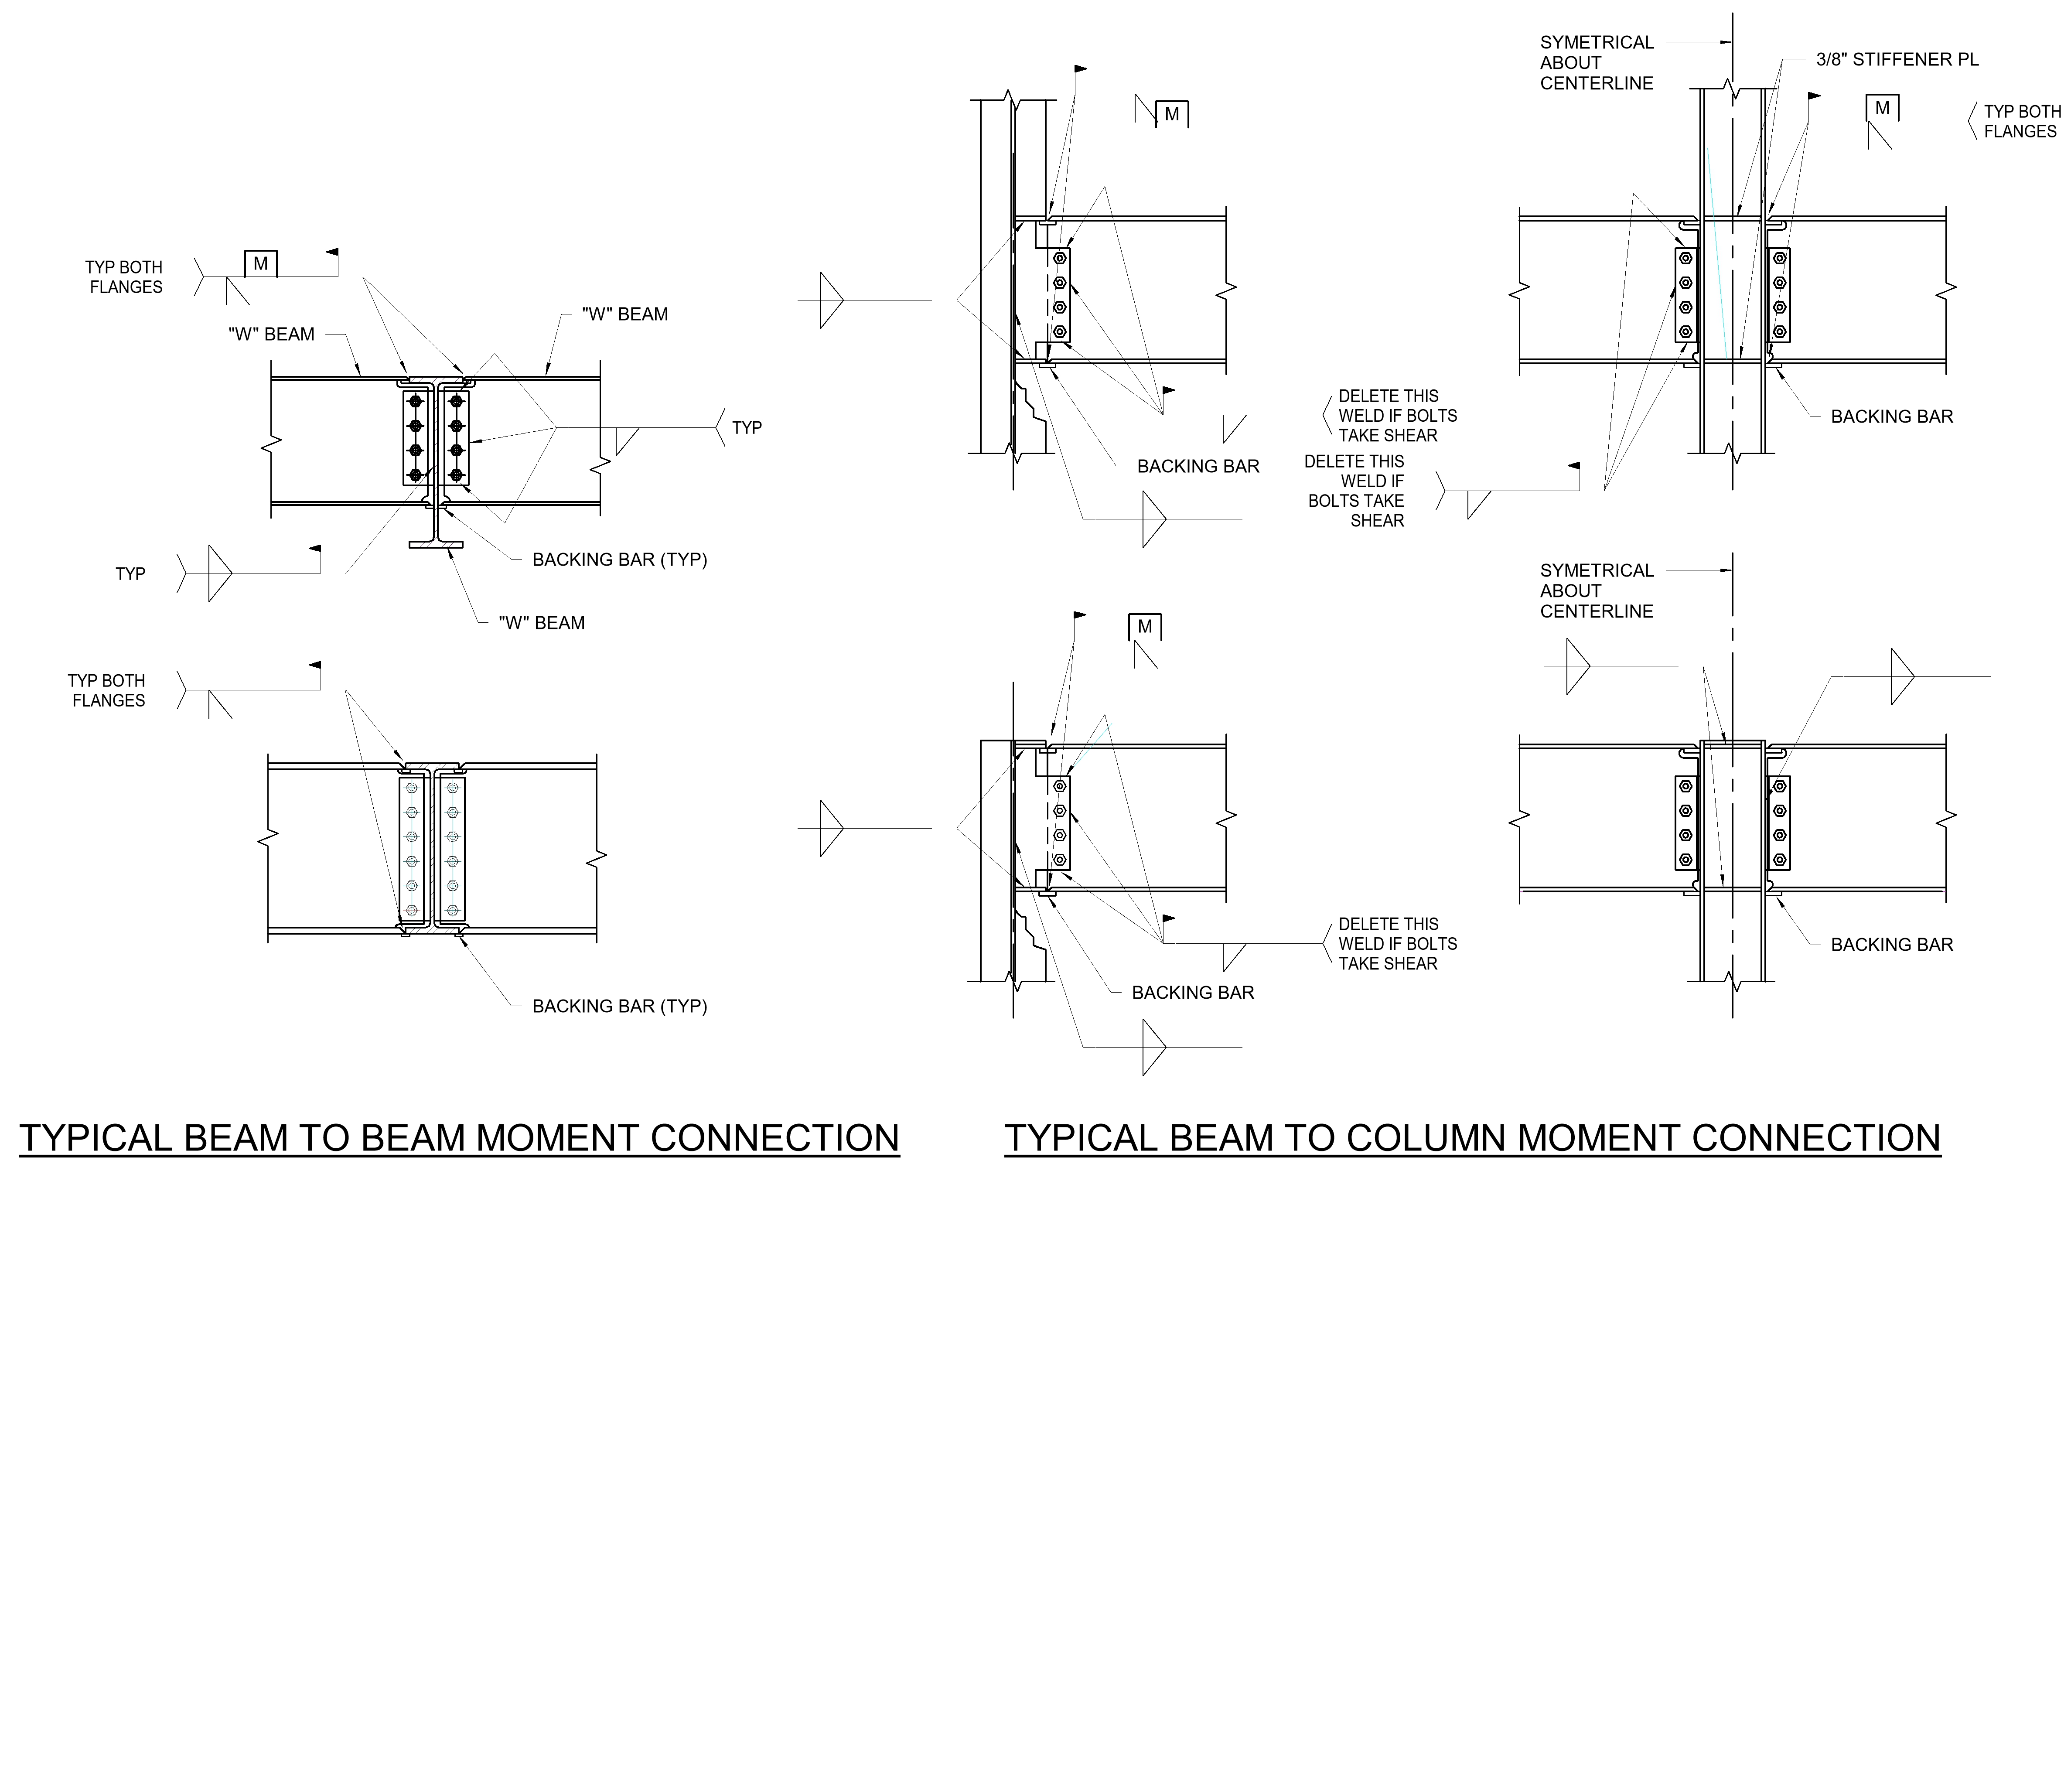 SYMETRICAL
ABOUT
CENTERLINE
3/8" STIFFENER PL
M
M
TYP BOTH
FLANGES
TYP BOTH
FLANGES
M
"W" BEAM
"W" BEAM
TYP
DELETE THIS
WELD IF BOLTS
TAKE SHEAR
BACKING BAR
BACKING BAR
DELETE THIS
WELD IF
BOLTS TAKE
SHEAR
BACKING BAR (TYP)
TYP
"W" BEAM
SYMETRICAL
ABOUT
CENTERLINE
M
TYP BOTH
FLANGES
DELETE THIS
WELD IF BOLTS
TAKE SHEAR
BACKING BAR
BACKING BAR
BACKING BAR (TYP)
TYPICAL BEAM TO BEAM MOMENT CONNECTION
TYPICAL BEAM TO COLUMN MOMENT CONNECTION